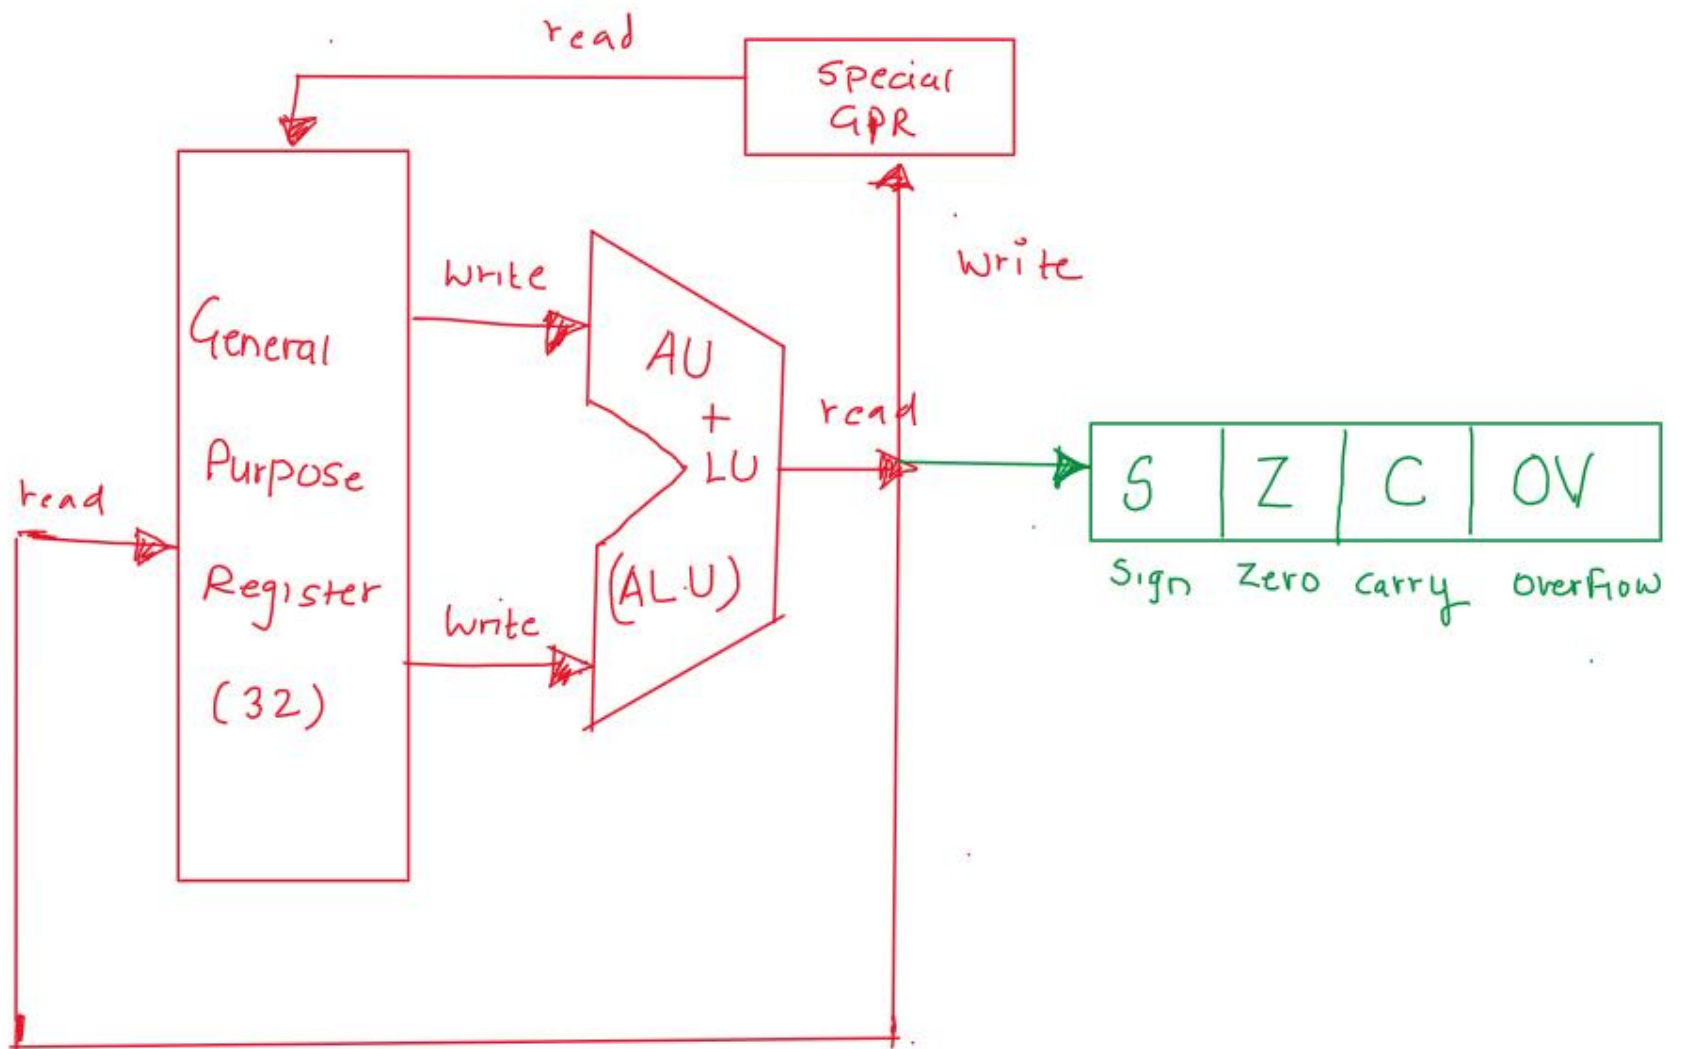 read
Special
GPR
write
write
General
Purpose
Register
(32)
AU
+
LU
(ALU)
read
read
write
S Z C OV
Sign Zero Carry Overflow